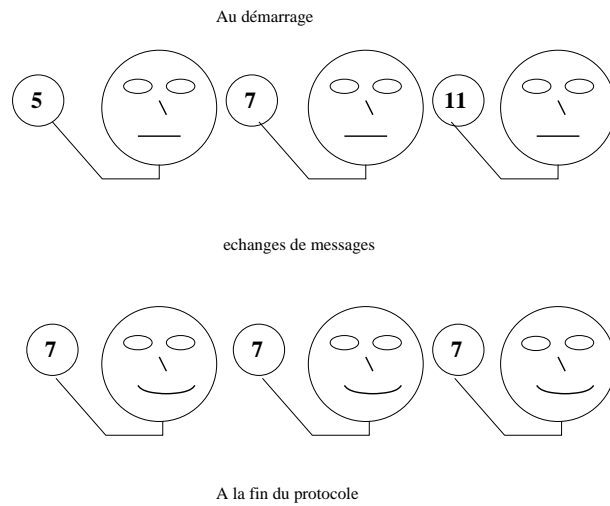 Au démarrage
5 7 11
echanges de messages
7 7 7
A la fin du protocole